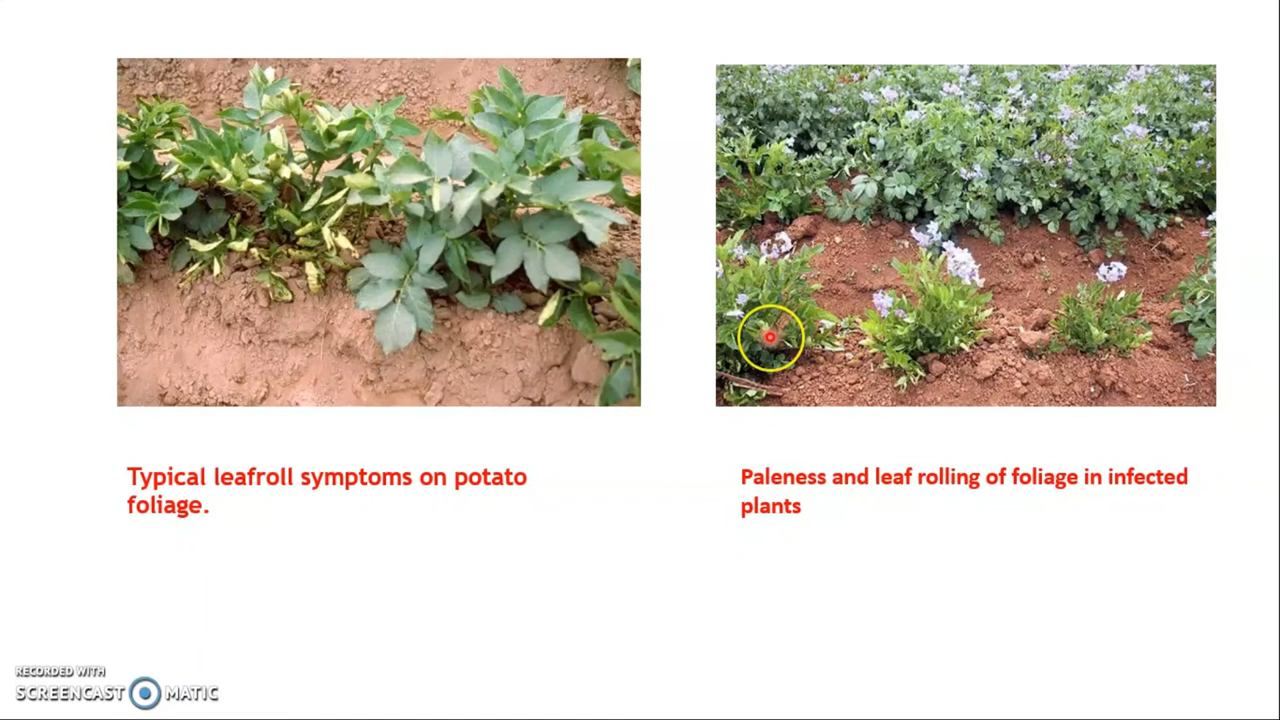 Typical leafroll symptoms on potato
foliage.
Paleness and leaf rolling of foliage in infected
plants
RECORDED WITH
SCREENCAST MATIC